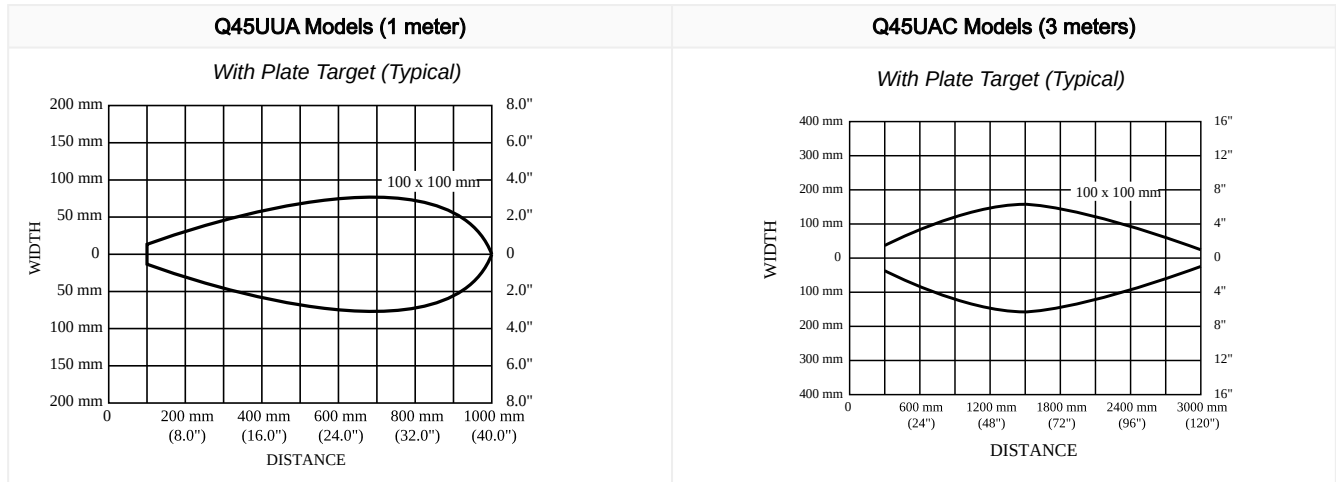 Q45UUA Models (1 meter)
Q45UAC Models (3 meters)
With Plate Target (Typical)
200 mm
150 mm
100 mm
50 mm
0
50 mm
100 mm
150 mm
200 mm
WIDTH
100 x 100 mm
8.0"
6.0"
4.0"
2.0"
0
2.0"
4.0"
6.0"
8.0"
0 200 mm 400 mm 600 mm 800 mm 1000 mm
(8.0") (16.0") (24.0") (32.0") (40.0")
DISTANCE
With Plate Target (Typical)
400 mm
300 mm
200 mm
100 mm
0
100 mm
200 mm
300 mm
400 mm
WIDTH
100 x 100 mm
16"
12"
8"
4"
0
4"
8"
12"
16"
0 600 mm 1200 mm 1800 mm 2400 mm 3000 mm
(24") (48") (72") (96") (120")
DISTANCE